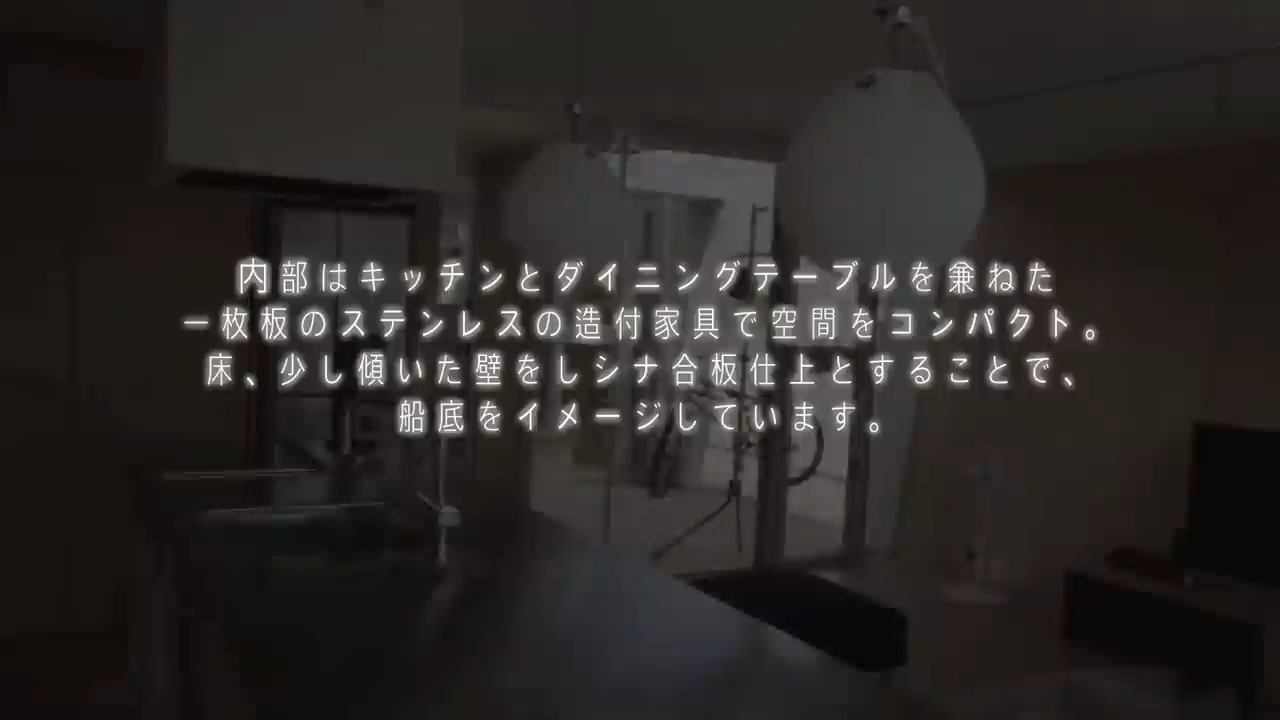 内部はキッチンとダイニングテーブルを兼ねた
一枚板のステンレスの造付家具で空間をコンパクト。
床、少し傾いた壁をしシナ合板仕上とすることで、
船底をイメージしています。